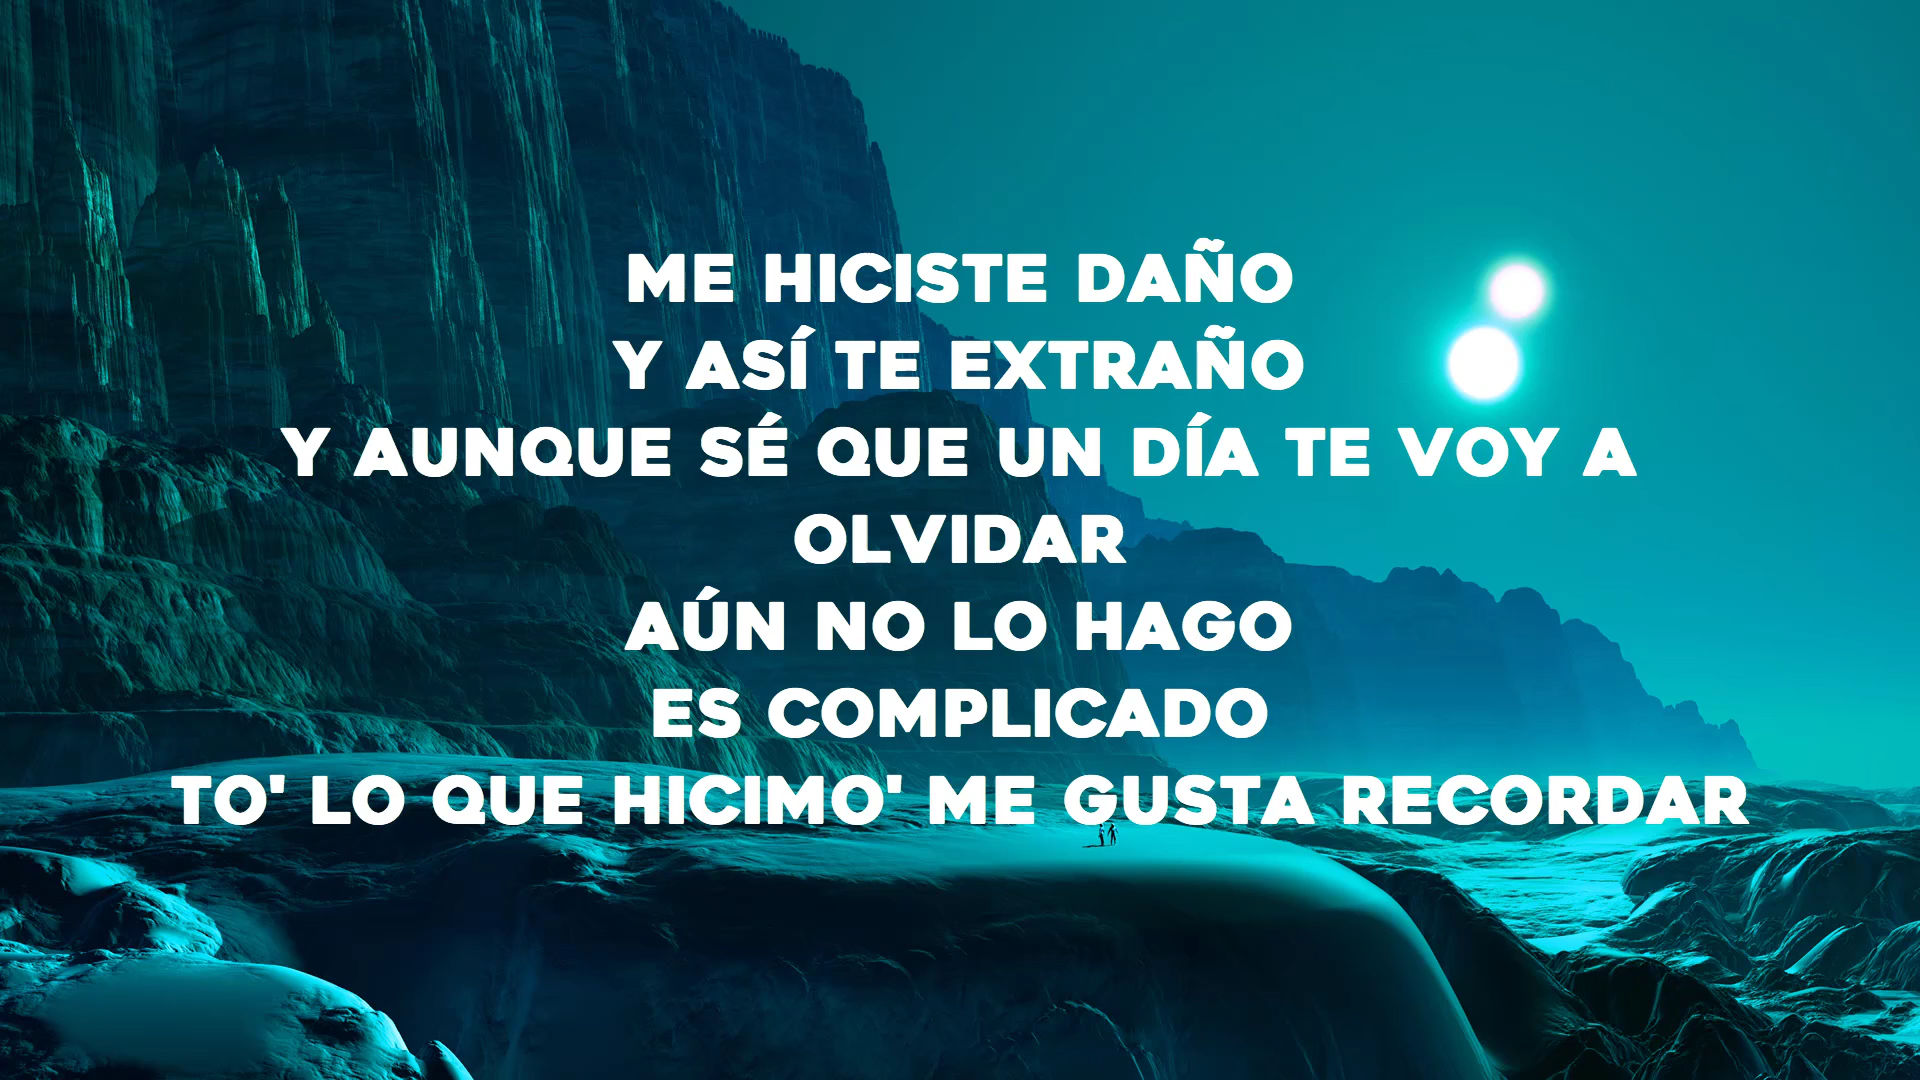 ME HICISTE DAÑO
Y ASÍ TE EXTRAÑO
Y AUNQUE SÉ QUE UN DÍA TE VOY A
OLVIDAR
AÚN NO LO HAGO
ES COMPLICADO
TO' LO QUE HICIMO' ME GUSTA RECORDAR